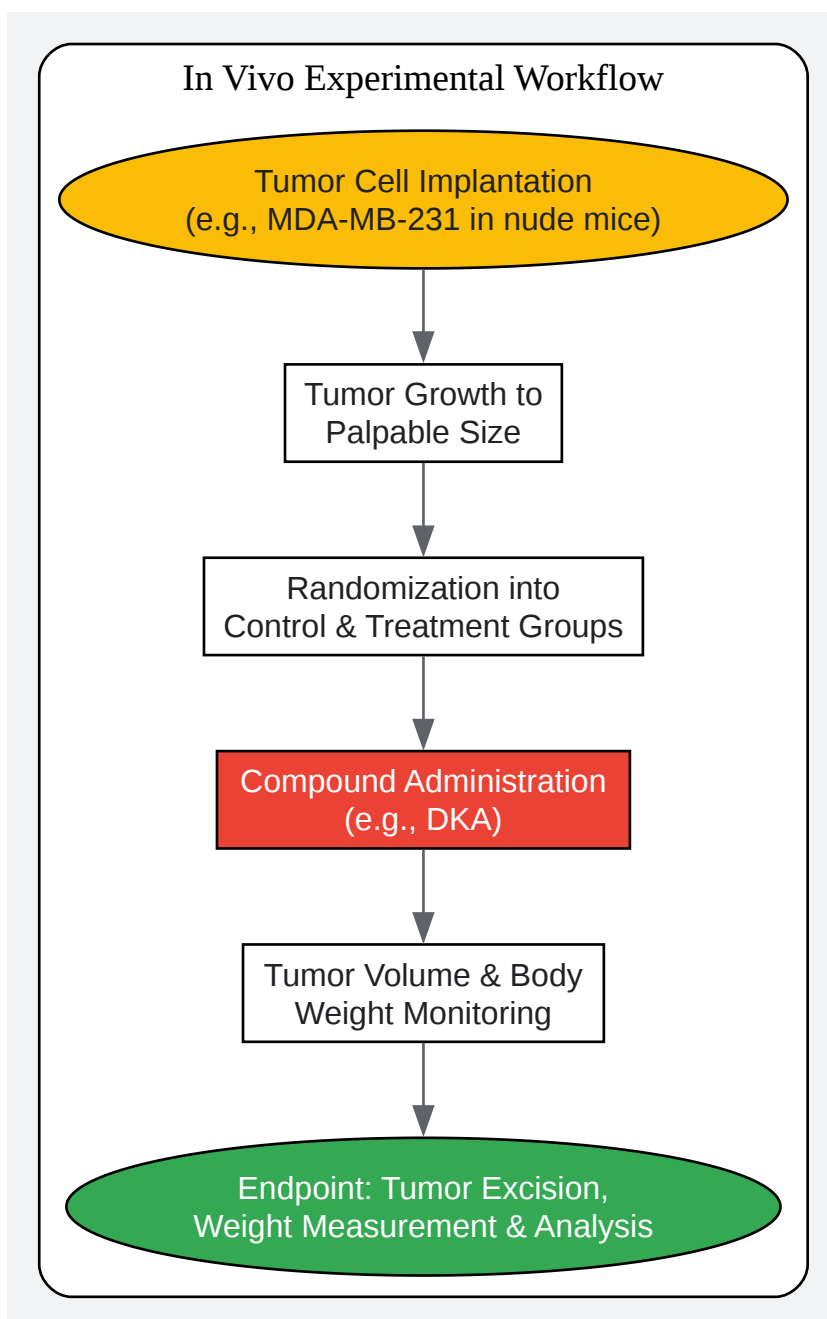 In Vivo Experimental Workflow
Tumor Cell Implantation
(e.g., MDA-MB-231 in nude mice)
Tumor Growth to
Palpable Size
Randomization into
Control & Treatment Groups
Compound Administration
(e.g., DKA)
Tumor Volume & Body
Weight Monitoring
Endpoint: Tumor Excision,
Weight Measurement & Analysis